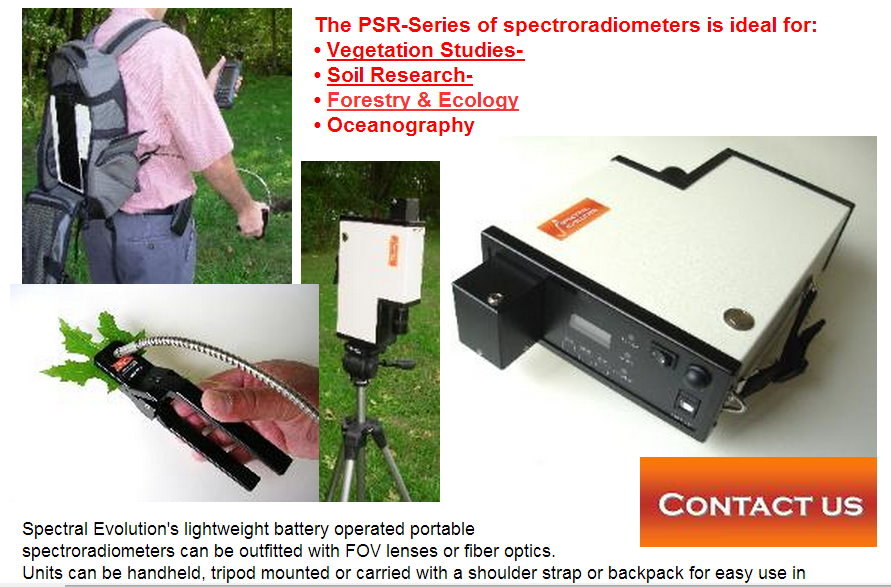 The PSR-Series of spectroradiometers is ideal for:
• Vegetation Studies-
• Soil Research-
• Forestry & Ecology
• Oceanography
SPECTRAL
EVOLUTION
CONTACT US
Spectral Evolution's lightweight battery operated portable
spectroradiometers can be outfitted with FOV lenses or fiber optics.
Units can be handheld, tripod mounted or carried with a shoulder strap or backpack for easy use in